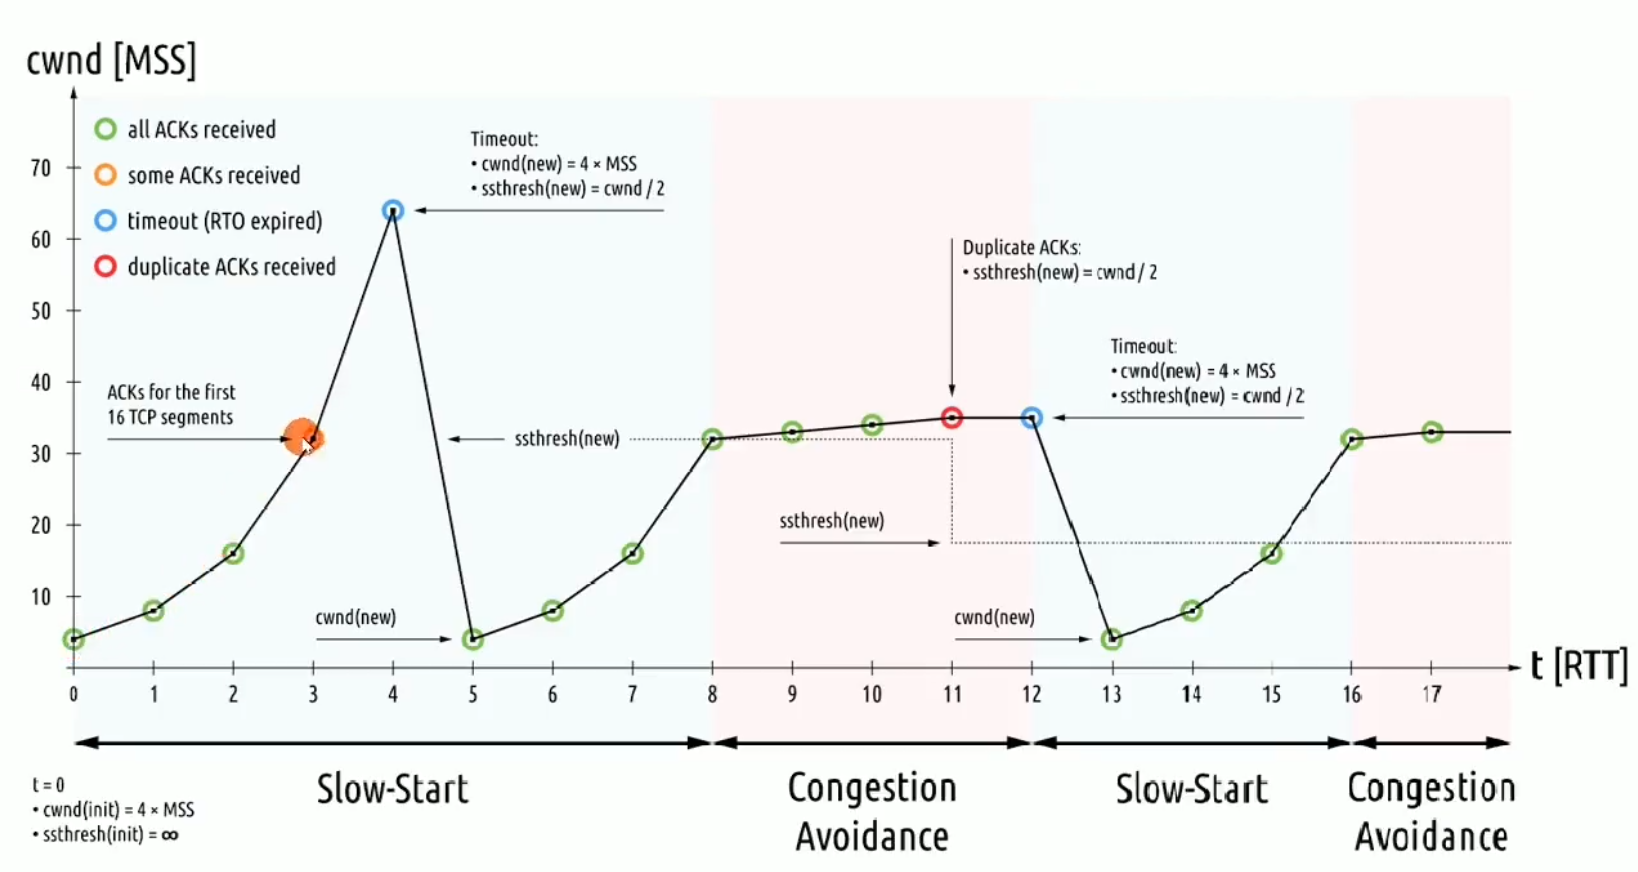 cwnd [MSS]
all ACKs received
some ACKs received
timeout (RTO expired)
duplicate ACKs received
Timeout:
• cwnd(new) = 4 × MSS
• ssthresh(new) = cwnd / 2
70
60
50
40
30
20
10
Duplicate ACKs:
• ssthresh(new) = cwnd / 2
Timeout:
• cwnd(new) = 4 × MSS
• ssthresh(new) = cwnd / 2
ACKs for the first
16 TCP segments
ssthresh(new)
ssthresh(new)
cwnd(new)
cwnd(new)
t [RTT]
0 1 2 3 4 5 6 7 8 9 10 11 12 13 14 15 16 17
Slow-Start
Congestion
Avoidance
Slow-Start
Congestion
Avoidance
t = 0
• cwnd(init) = 4 × MSS
• ssthresh(init) = ∞